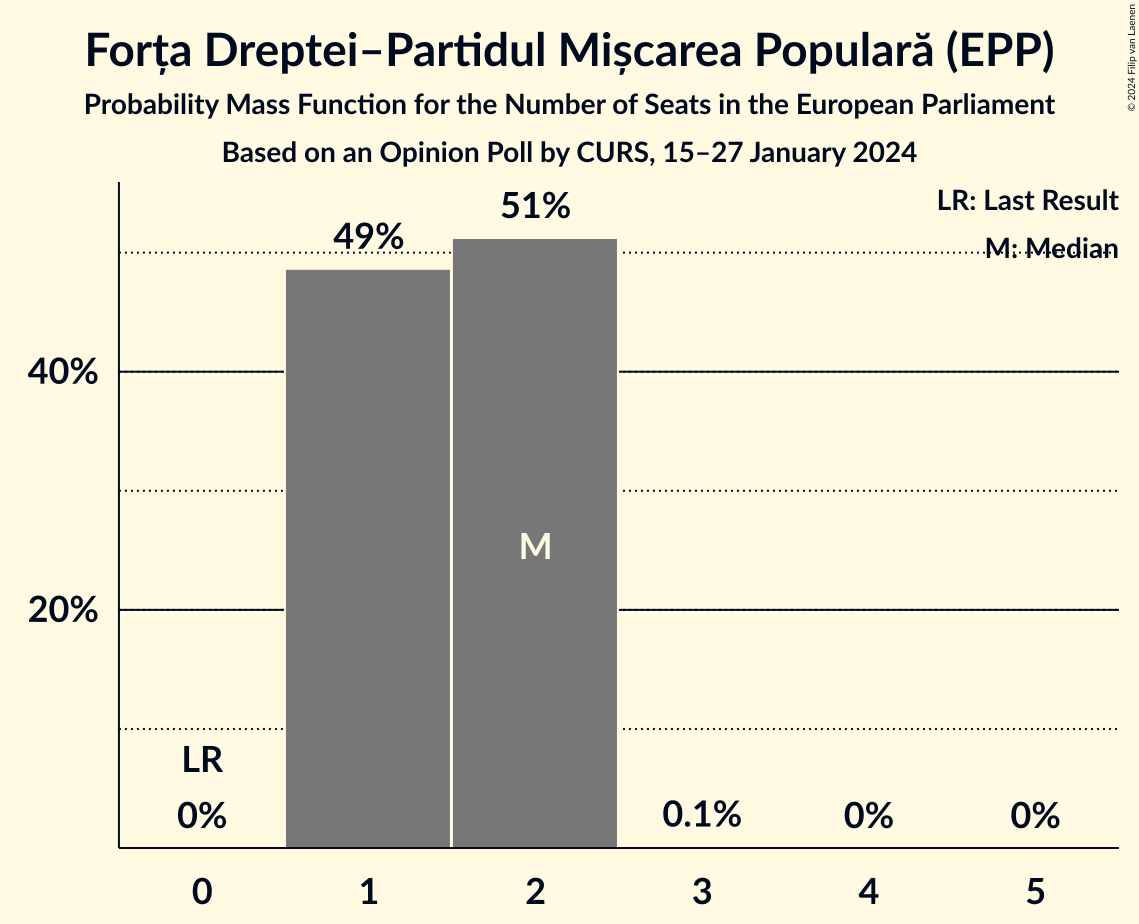 Forța Dreptei–Partidul Mișcarea Populară (EPP)
Probability Mass Function for the Number of Seats in the European Parliament
Based on an Opinion Poll by CURS, 15–27 January 2024
© 2024 Filip van Laenen
LR: Last Result
M: Median
51%
49%
40%
M
20%
LR
0%
0.1%
0%
0%
0 1 2 3 4 5